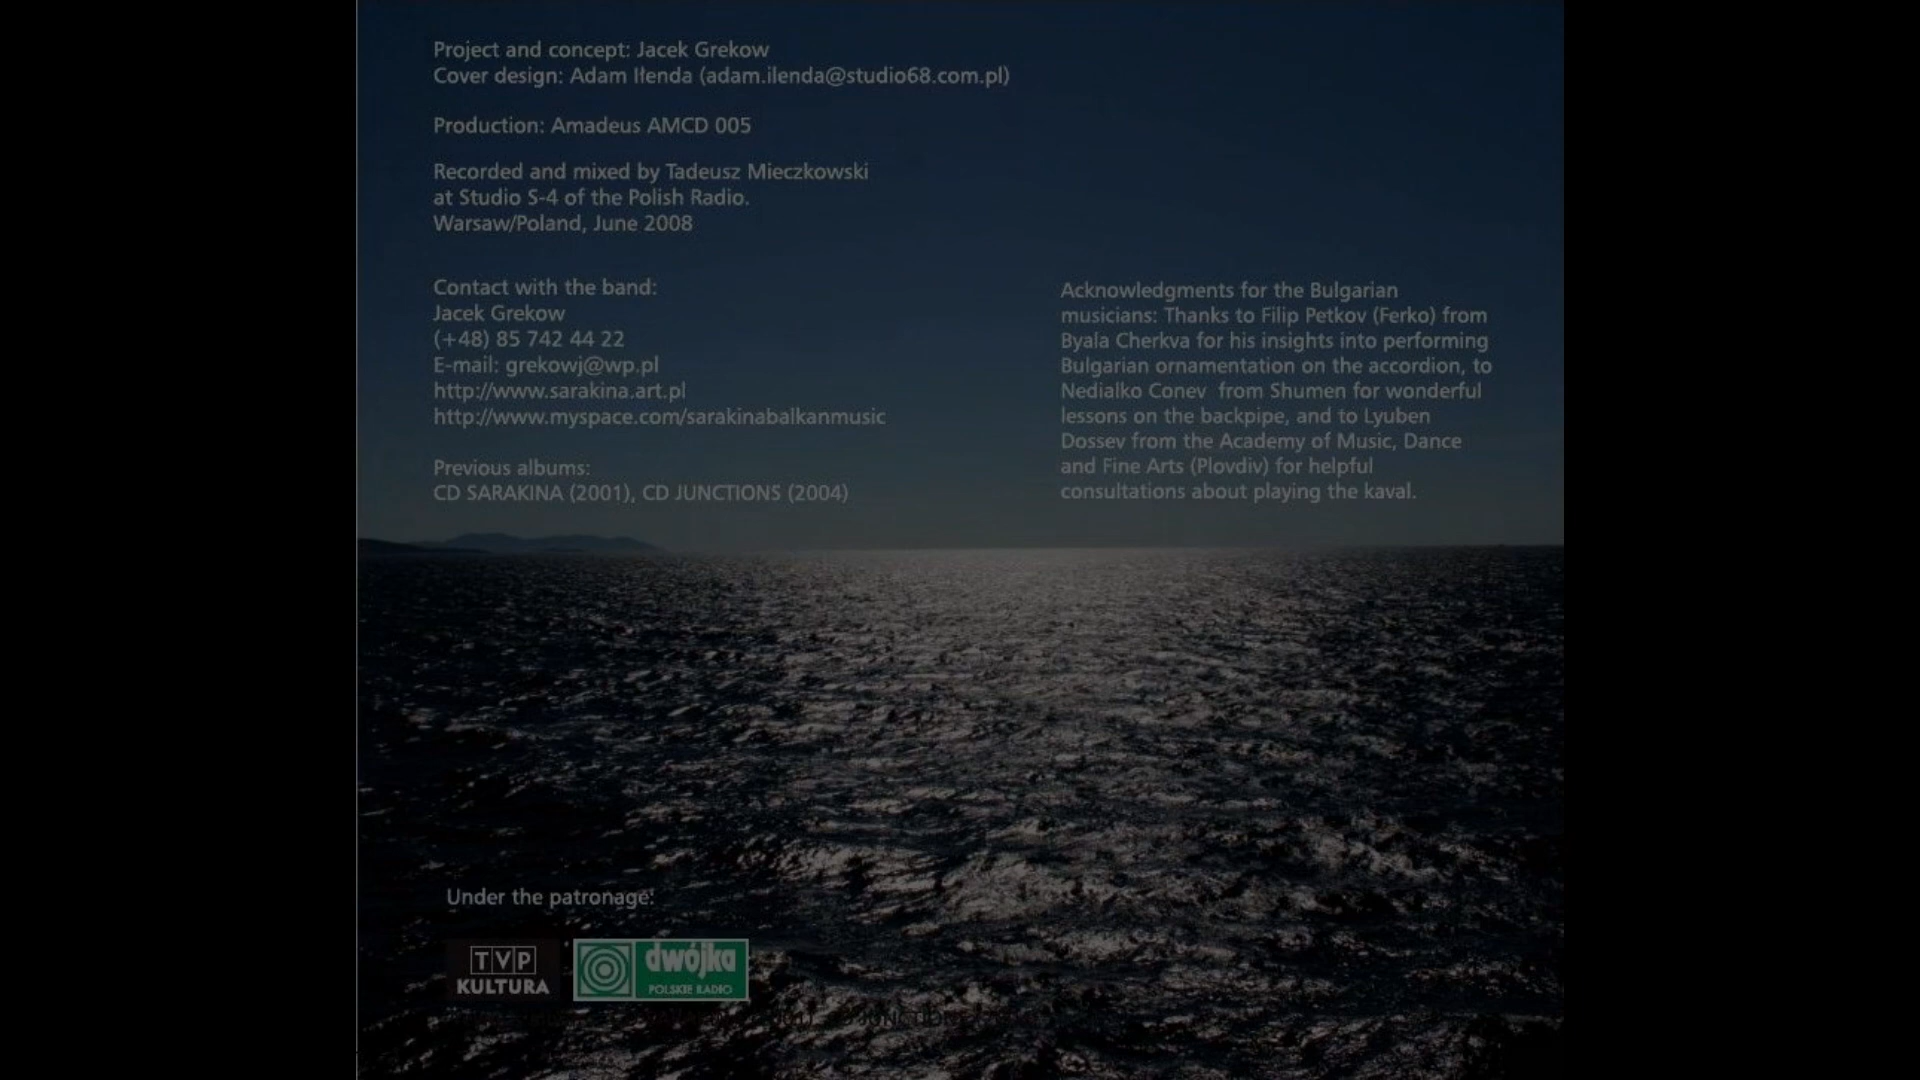 Project and concept: Jacek Grekow
Cover design: Adam Iłenda (adam.ilenda@studio68.com.pl)
Production: Amadeus AMCD 005
Recorded and mixed by Tadeusz Mieczkowski
at Studio S-4 of the Polish Radio.
Warsaw/Poland, June 2008
Contact with the band:
Jacek Grekow
(+48) 85 742 44 22
E-mail: grekowj@wp.pl
http://www.sarakina.art.pl
http://www.myspace.com/sarakinabalkanmusic
Previous albums:
CD SARAKINA (2001), CD JUNCTIONS (2004)
Acknowledgments for the Bulgarian
musicians: Thanks to Filip Petkov (Ferko) from
Byala Cherkva for his insights into performing
Bulgarian ornamentation on the accordion, to
Nedialko Conev from Shumen for wonderful
lessons on the backpipe, and to Lyuben
Dossev from the Academy of Music, Dance
and Fine Arts (Plovdiv) for helpful
consultations about playing the kaval.
Under the patronage:
TVP
KULTURA
dwójka
POLSKIE RADIO